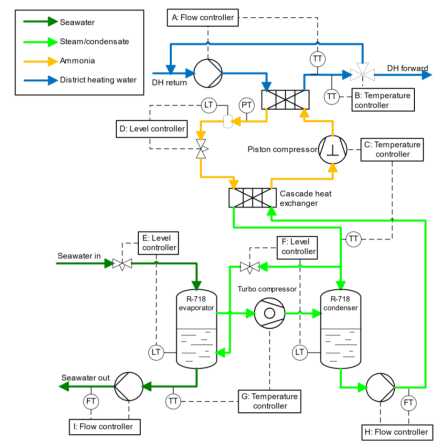 Seawater
Steam/condensate
Ammonia
District heating water
A: Flow controller
TT
DH return
DH forward
TT
B: Temperature
controller
LT
PT
D: Level controller
Piston compressor
C: Temperature
controller
Cascade heat
exchanger
TT
E: Level
controller
F: Level
controller
Seawater in
R-718
evaporator
Turbo compressor
R-718
condenser
LT
LT
Seawater out
FT
TT
G: Temperature
controller
FT
I: Flow controller
H: Flow controller